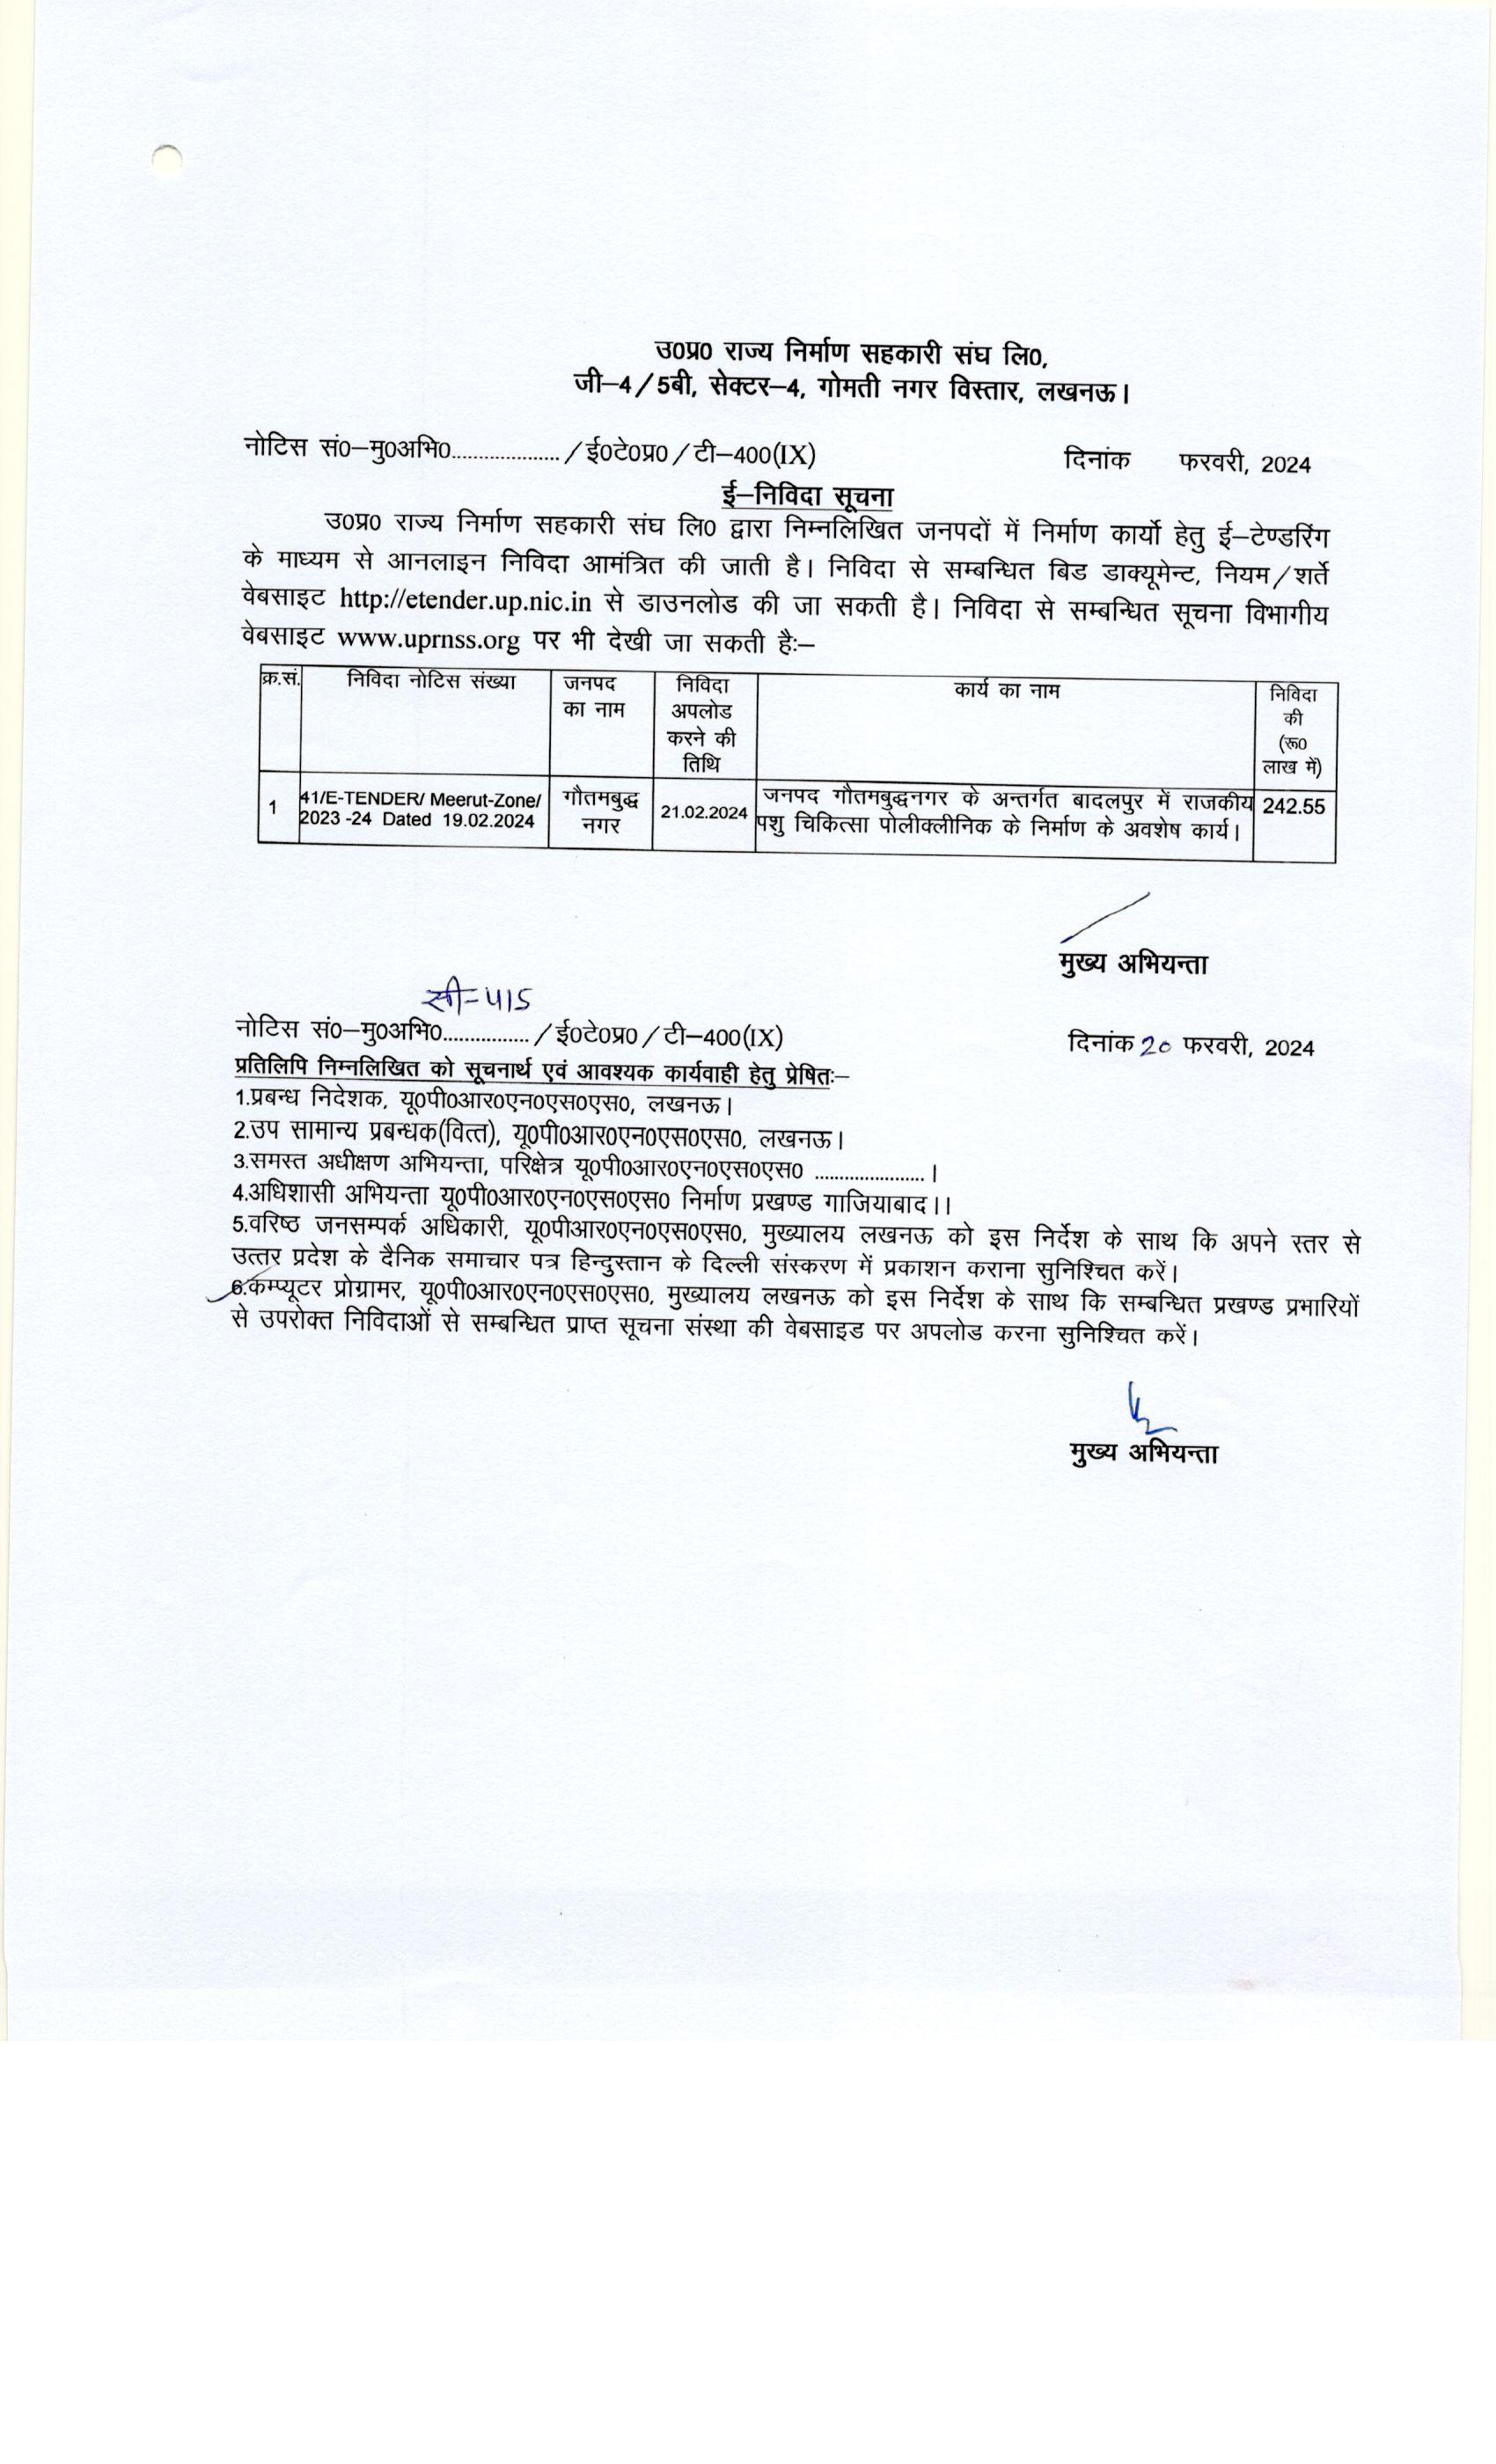 उ0प्र0 राज्य निर्माण सहकारी संघ लि0,
जी–4/5बी, सेक्टर–4, गोमती नगर विस्तार, लखनऊ।
नोटिस सं0–मु0अभि0................... /ई0टे0प्र0/टी–400(IX) दिनांक फरवरी, 2024
ई–निविदा सूचना
उ0प्र0 राज्य निर्माण सहकारी संघ लि0 द्वारा निम्नलिखित जनपदों में निर्माण कार्यो हेतु ई–टेण्डरिंग
के माध्यम से आनलाइन निविदा आमंत्रित की जाती है। निविदा से सम्बन्धित बिड डाक्यूमेन्ट, नियम/शर्ते
वेबसाइट http://etender.up.nic.in से डाउनलोड की जा सकती है। निविदा से सम्बन्धित सूचना विभागीय
वेबसाइट www.uprnss.org पर भी देखी जा सकती हैः–
क्र.सं. निविदा नोटिस संख्या जनपद निविदा कार्य का नाम निविदा
का नाम अपलोड की
करने की (रू0
तिथि लाख में)
1 41/E-TENDER/ Meerut-Zone/ गौतमबुद्ध 21.02.2024 जनपद गौतमबुद्धनगर के अन्तर्गत बादलपुर में राजकीय 242.55
2023 -24 Dated 19.02.2024 नगर पशु चिकित्सा पोलीक्लीनिक के निर्माण के अवशेष कार्य।
मुख्य अभियन्ता
सी=415
नोटिस सं0–मु0अभि0................ /ई0टे0प्र0/टी–400(IX) दिनांक 20 फरवरी, 2024
प्रतिलिपि निम्नलिखित को सूचनार्थ एवं आवश्यक कार्यवाही हेतु प्रेषितः–
1.प्रबन्ध निदेशक, यू0पी0आर0एन0एस0एस0, लखनऊ।
2.उप सामान्य प्रबन्धक(वित्त), यू0पी0आर0एन0एस0एस0, लखनऊ।
3.समस्त अधीक्षण अभियन्ता, परिक्षेत्र यू0पी0आर0एन0एस0एस0 ...................... ।
4.अधिशासी अभियन्ता यू0पी0आर0एन0एस0एस0 निर्माण प्रखण्ड गाजियाबाद।।
5.वरिष्ठ जनसम्पर्क अधिकारी, यू0पीआर0एन0एस0एस0, मुख्यालय लखनऊ को इस निर्देश के साथ कि अपने स्तर से
उत्तर प्रदेश के दैनिक समाचार पत्र हिन्दुस्तान के दिल्ली संस्करण में प्रकाशन कराना सुनिश्चित करें।
6.कम्प्यूटर प्रोग्रामर, यू0पी0आर0एन0एस0एस0, मुख्यालय लखनऊ को इस निर्देश के साथ कि सम्बन्धित प्रखण्ड प्रभारियों
से उपरोक्त निविदाओं से सम्बन्धित प्राप्त सूचना संस्था की वेबसाइड पर अपलोड करना सुनिश्चित करें।
मुख्य अभियन्ता